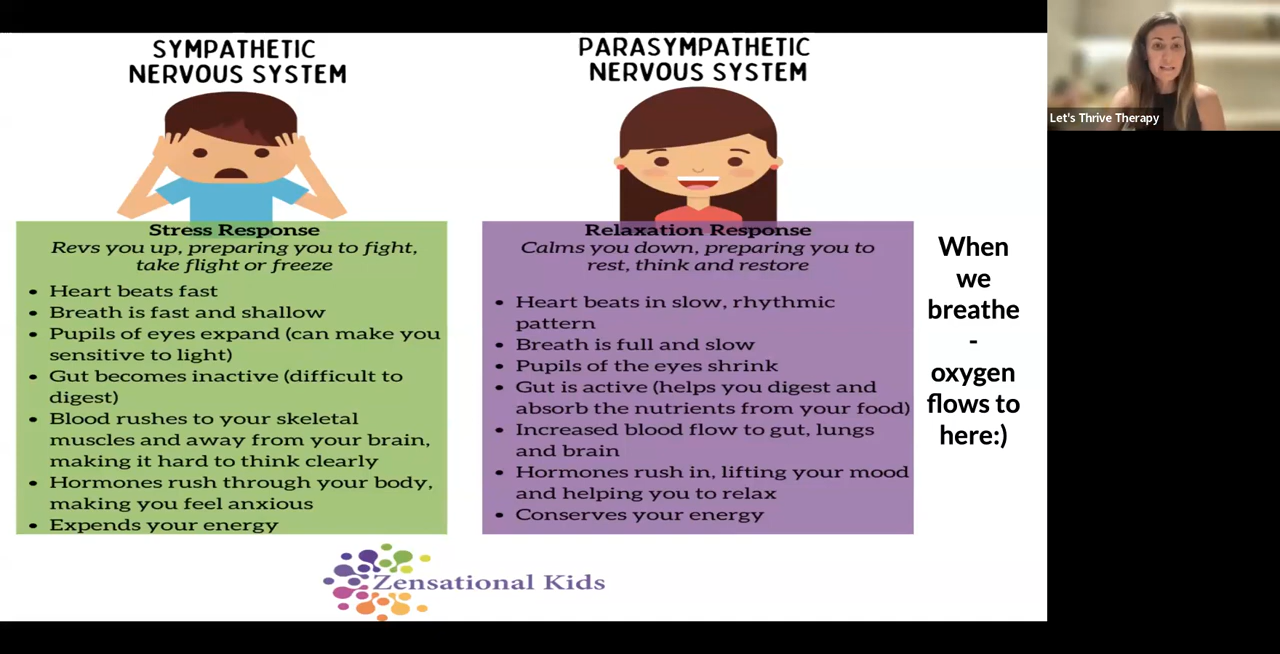 SYMPATHETIC
NERVOUS SYSTEM
Stress Response
Revs you up, preparing you to fight,
take flight or freeze
• Heart beats fast
• Breath is fast and shallow
• Pupils of eyes expand (can make you
sensitive to light)
• Gut becomes inactive (difficult to
digest)
• Blood rushes to your skeletal
muscles and away from your brain,
making it hard to think clearly
• Hormones rush through your body,
making you feel anxious
• Expends your energy
PARASYMPATHETIC
NERVOUS SYSTEM
Relaxation Response
Calms you down, preparing you to
rest, think and restore
• Heart beats in slow, rhythmic
pattern
• Breath is full and slow
• Pupils of the eyes shrink
• Gut is active (helps you digest and
absorb the nutrients from your food)
• Increased blood flow to gut, lungs
and brain
• Hormones rush in, lifting your mood
and helping you to relax
• Conserves your energy
When
we
breathe
-
oxygen
flows to
here:)
Zensational Kids
Let's Thrive Therapy